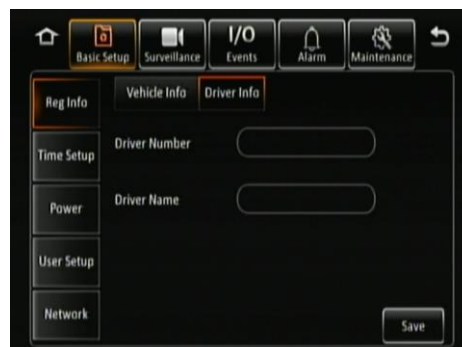 I/O
Basic Setup Surveillance Events Alarm Maintenance
Reg Info
Vehicle Info Driver Info
Time Setup
Driver Number
Power
Driver Name
User Setup
Network
Save